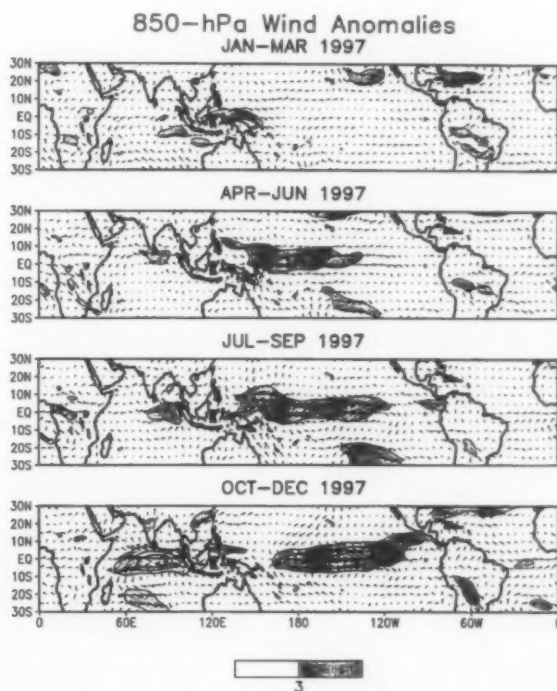 850-hPa Wind Anomalies
JAN-MAR 1997
30N
20N
10N
EQ
10S
20S
30S
APR-JUN 1997
30N
20N
10N
EQ
10S
20S
30S
JUL-SEP 1997
30N
20N
10N
EQ
10S
20S
30S
OCT-DEC 1997
30N
20N
10N
EQ
10S
20S
30S
0 60E 120E 180 120W 60W 0
3